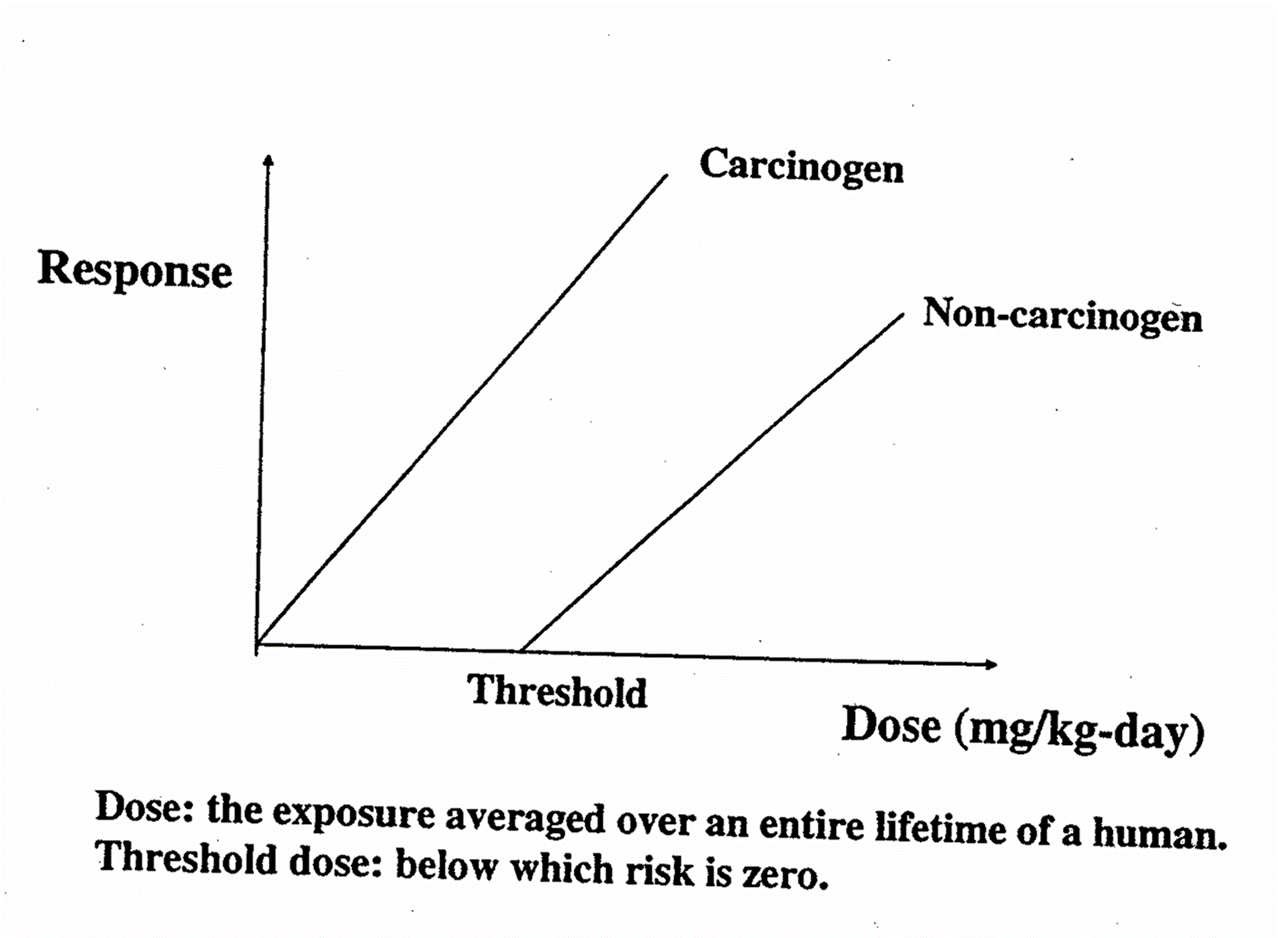 Carcinogen
Response
Non-carcinogen
Threshold
Dose (mg/kg-day)
Dose: the exposure averaged over an entire lifetime of a human.
Threshold dose: below which risk is zero.